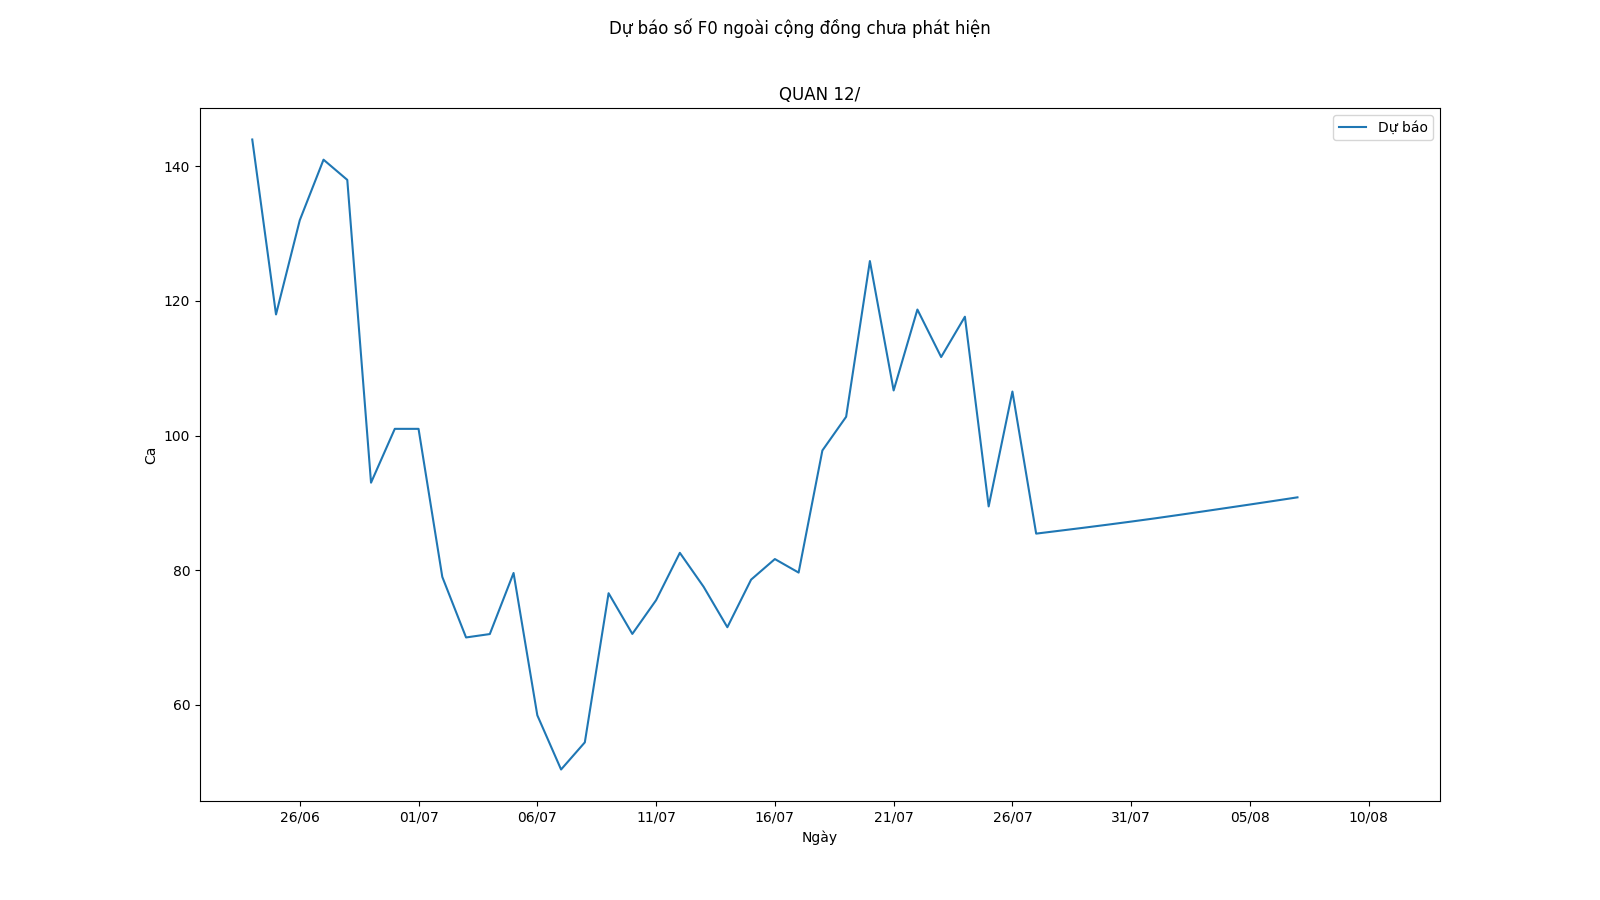 Dự báo số F0 ngoài cộng đồng chưa phát hiện
QUAN 12/
Dự báo
140
120
100
80
60
Ca
26/06 01/07 06/07 11/07 16/07 21/07 26/07 31/07 05/08 10/08
Ngày